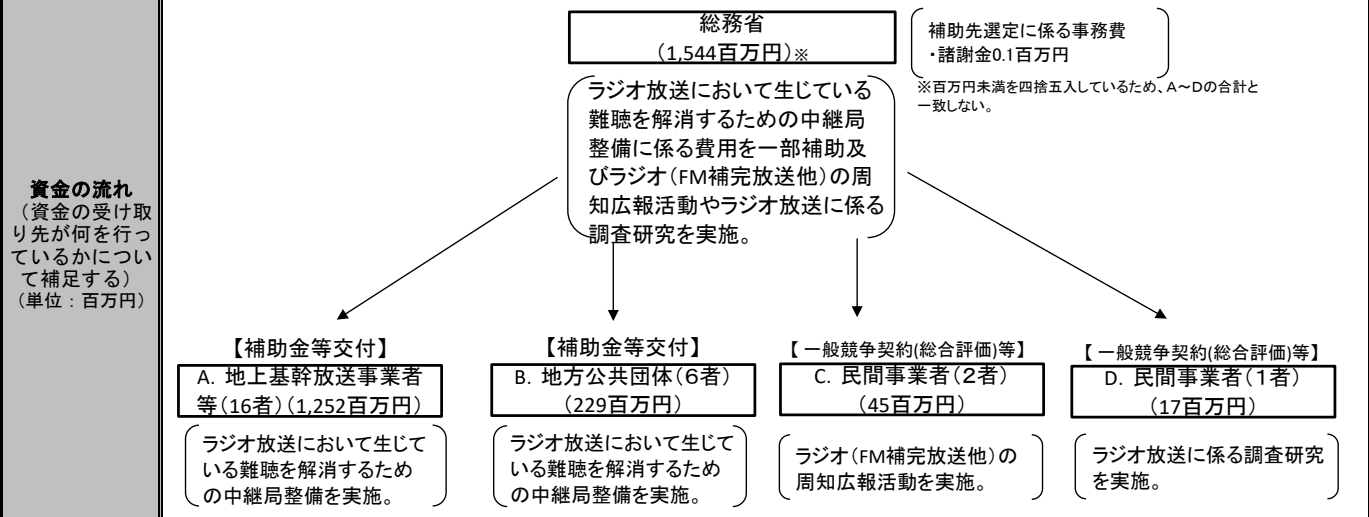 資金の流れ
（資金の受け取
り先が何を行っ
ているかについ
て補足する）
（単位：百万円）
総務省
（1,544百万円）※
補助先選定に係る事務費
・諸謝金0.1百万円
※百万円未満を四捨五入しているため、A～Dの合計と
一致しない。
ラジオ放送において生じている
難聴を解消するための中継局
整備に係る費用を一部補助及
びラジオ（FM補完放送他）の周
知広報活動やラジオ放送に係る
調査研究を実施。
【補助金等交付】
A. 地上基幹放送事業者
等（16者）（1,252百万円）
ラジオ放送において生じて
いる難聴を解消するため
の中継局整備を実施。
【補助金等交付】
B. 地方公共団体（６者）
（229百万円）
ラジオ放送において生じて
いる難聴を解消するため
の中継局整備を実施。
【 一般競争契約(総合評価)等】
C. 民間事業者（２者）
（45百万円）
ラジオ（FM補完放送他）の
周知広報活動を実施。
【 一般競争契約(総合評価)等】
D. 民間事業者（１者）
（17百万円）
ラジオ放送に係る調査研究
を実施。